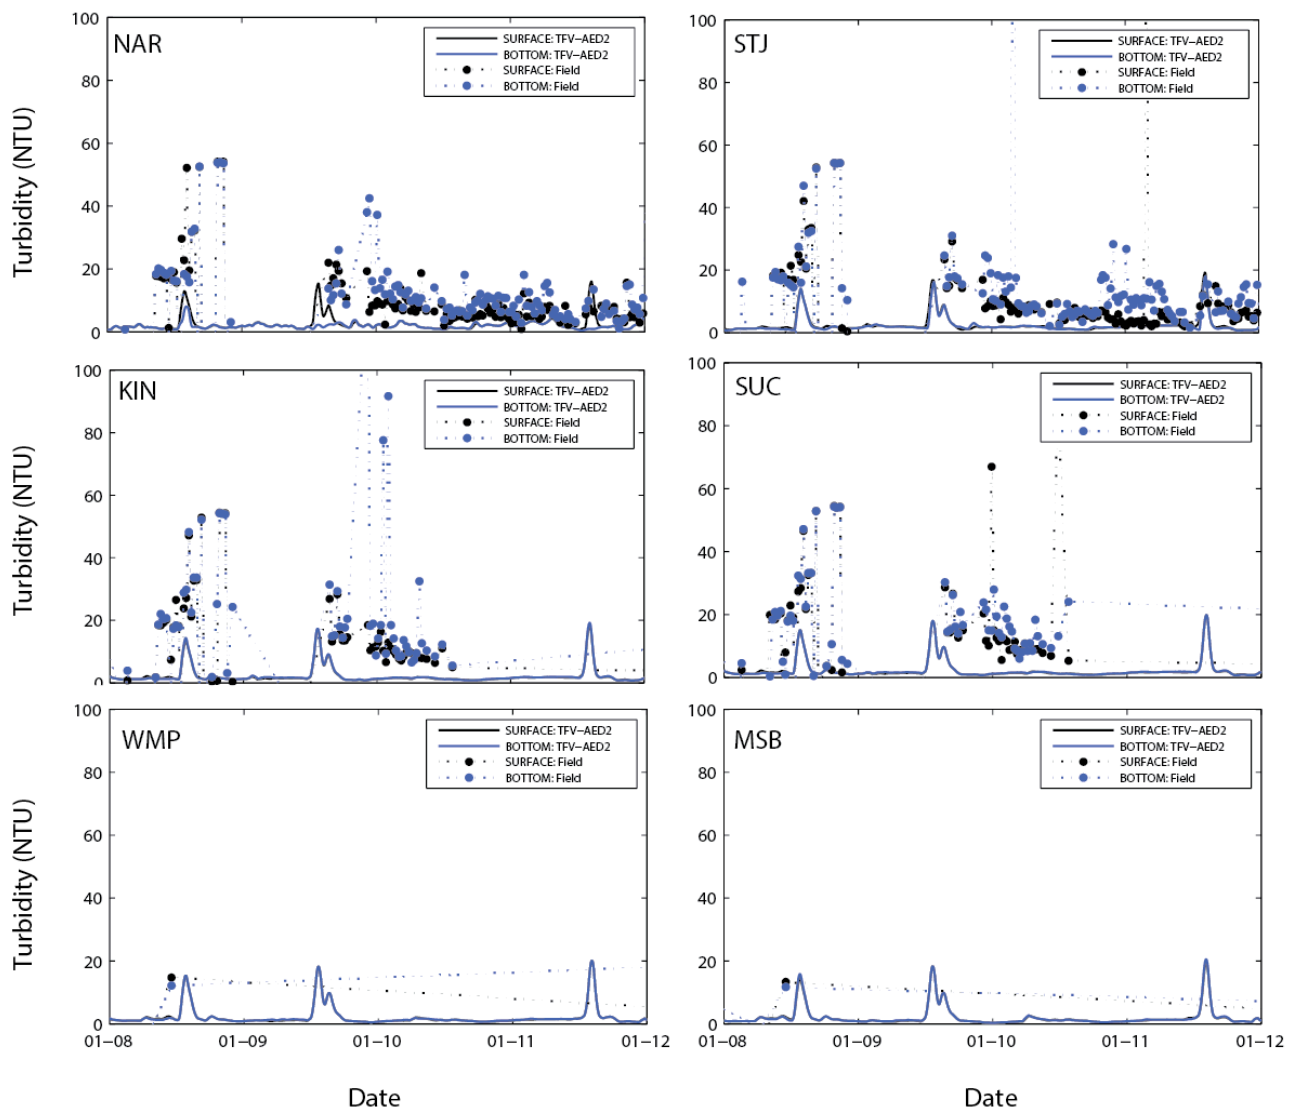 NAR
Turbidity (NTU)
100
80
60
40
20
0
SURFACE: TFV-AED2
BOTTOM: TFV-AED2
SURFACE: Field
BOTTOM: Field
STJ
100
80
60
40
20
0
SURFACE: TFV-AED2
BOTTOM: TFV-AED2
SURFACE: Field
BOTTOM: Field
KIN
Turbidity (NTU)
100
80
60
40
20
0
SURFACE: TFV-AED2
BOTTOM: TFV-AED2
SURFACE: Field
BOTTOM: Field
SUC
100
80
60
40
20
0
SURFACE: TFV-AED2
BOTTOM: TFV-AED2
SURFACE: Field
BOTTOM: Field
WMP
Turbidity (NTU)
100
80
60
40
20
0
SURFACE: TFV-AED2
BOTTOM: TFV-AED2
SURFACE: Field
BOTTOM: Field
01-08 01-09 01-10 01-11 01-12
Date
MSB
100
80
60
40
20
0
SURFACE: TFV-AED2
BOTTOM: TFV-AED2
SURFACE: Field
BOTTOM: Field
01-08 01-09 01-10 01-11 01-12
Date